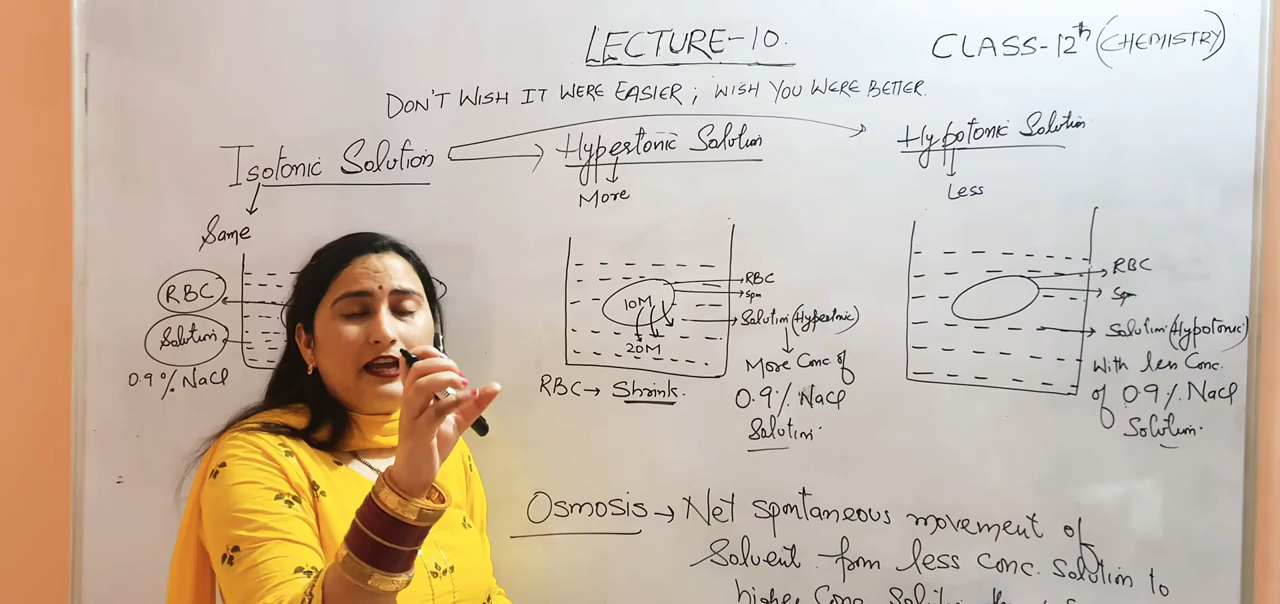 LECTURE-10.
CLASS-12th (CHEMISTRY)
DON'T WISH IT WERE EASIER ; WISH YOU WERE BETTER.
Isotonic Solution
Same
RBC
Solution
0.9% NaCl
Hypertonic Solution
More
10M
20M
RBC
spm
Solution (Hypertonic)
More Conc of
0.9% NaCl
Solution.
RBC → Shrink.
Hypotonic Solution
Less
RBC
Spm
Solution (Hypotonic)
With less Conc.
of 0.9% NaCl
Solution.
Osmosis → Net spontaneous movement of
Solvent from less conc. solution to
higher Conc Solution